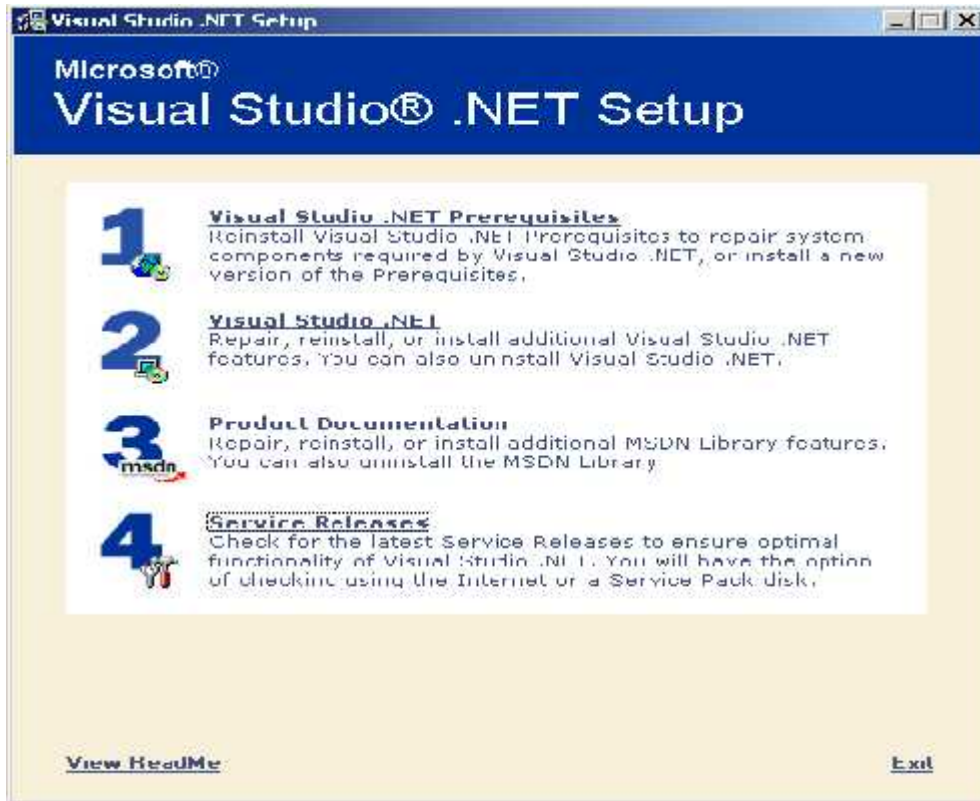 Visual Studio .NET Setup
Microsoft®
Visual Studio® .NET Setup
1
Visual Studio .NET Prerequisites
Reinstall Visual Studio .NET Prerequisites to repair system
components required by Visual Studio .NET, or install a new
version of the Prerequisites.
2
Visual Studio .NET
Repair, reinstall, or install additional Visual Studio .NET
features. You can also uninstall Visual Studio .NET.
3
msdn
Product Documentation
Repair, reinstall, or install additional MSDN Library features.
You can also uninstall the MSDN Library
4
Service Releases
Check for the latest Service Releases to ensure optimal
functionality of Visual Studio .NET. You will have the option
of checking using the Internet or a Service Pack disk.
View ReadMe
Exit